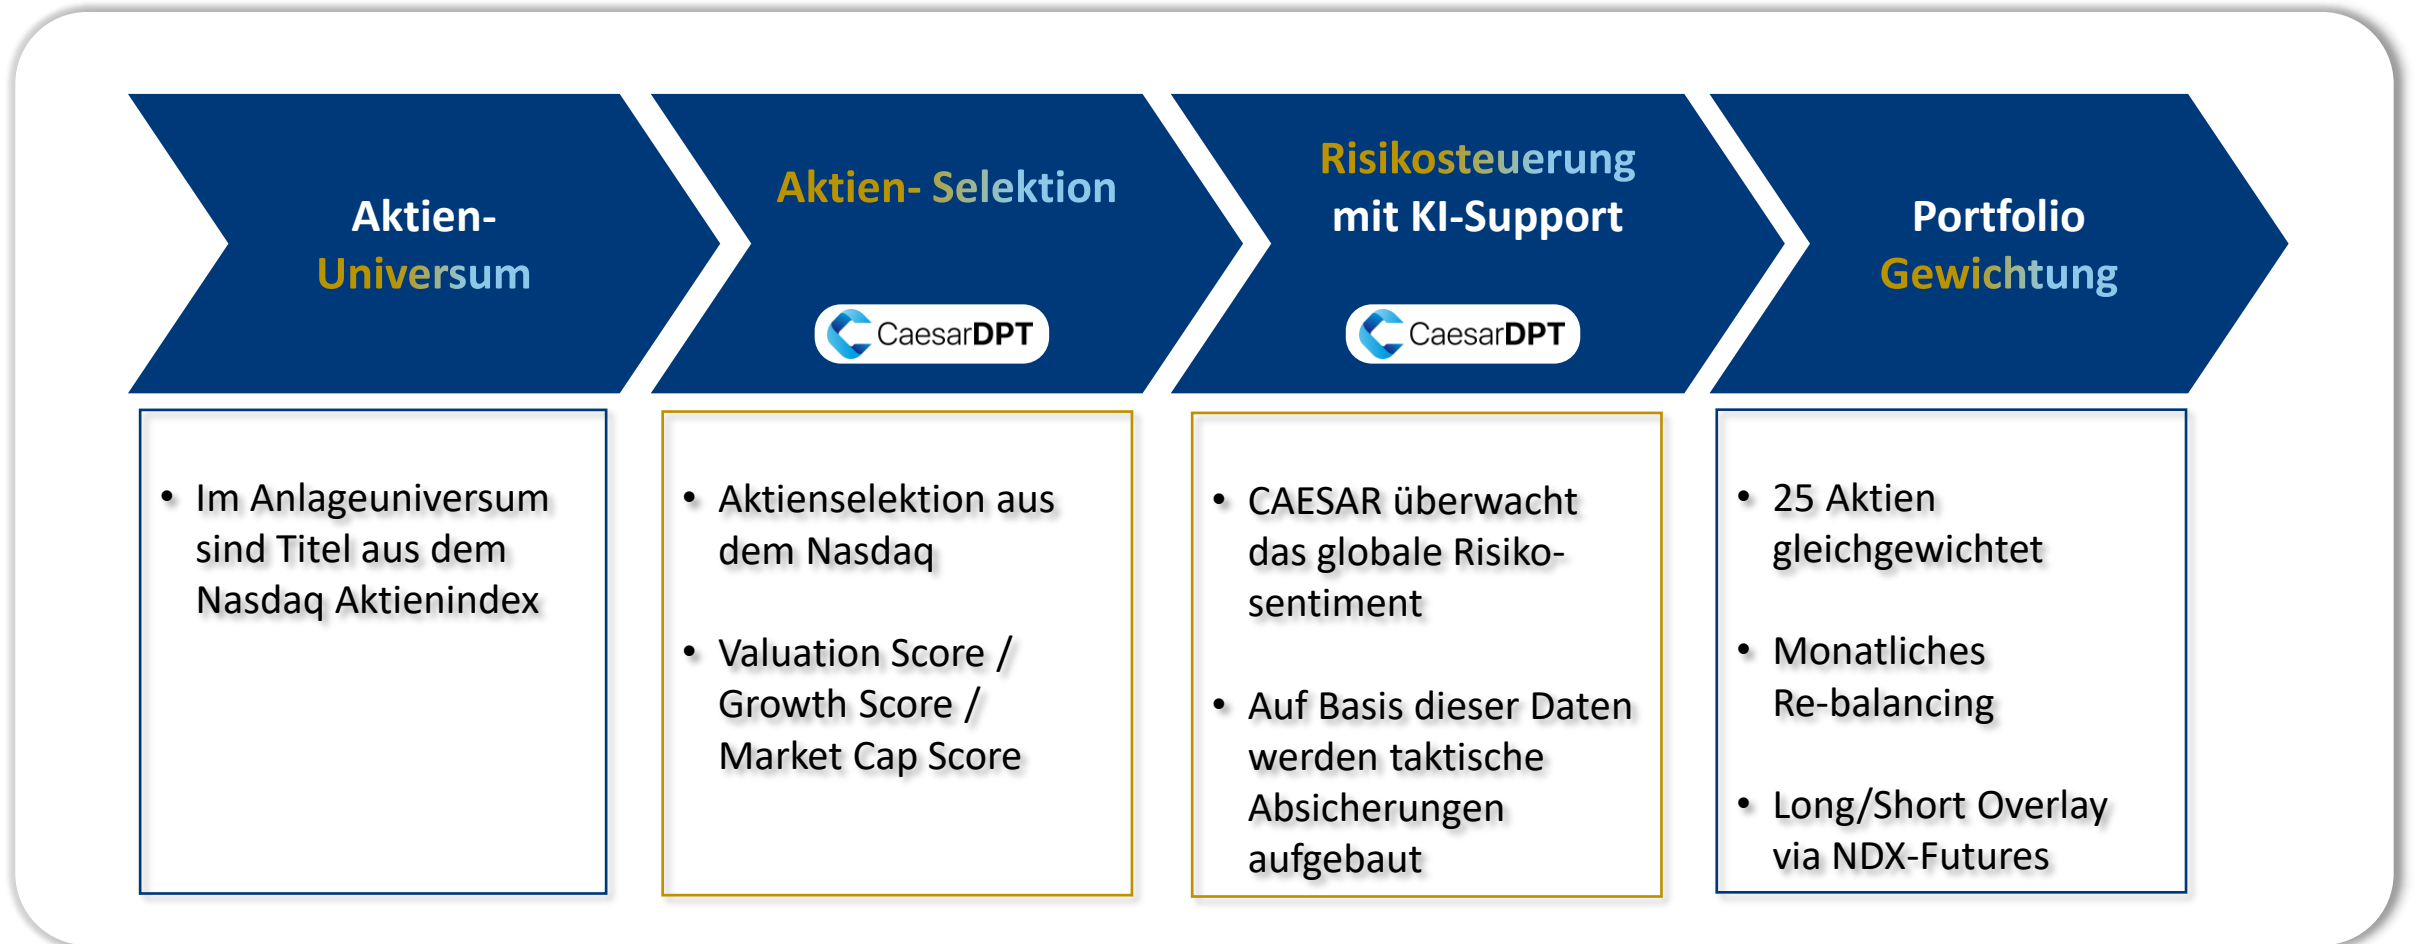 Aktien-
Universum
Aktien- Selektion
CaesarDPT
Risikosteuerung
mit KI-Support
CaesarDPT
Portfolio
Gewichtung
• Im Anlageuniversum
sind Titel aus dem
Nasdaq Aktienindex
• Aktienselektion aus
dem Nasdaq
• Valuation Score /
Growth Score /
Market Cap Score
• CAESAR überwacht
das globale Risiko-
sentiment
• Auf Basis dieser Daten
werden taktische
Absicherungen
aufgebaut
• 25 Aktien
gleichgewichtet
• Monatliches
Re-balancing
• Long/Short Overlay
via NDX-Futures